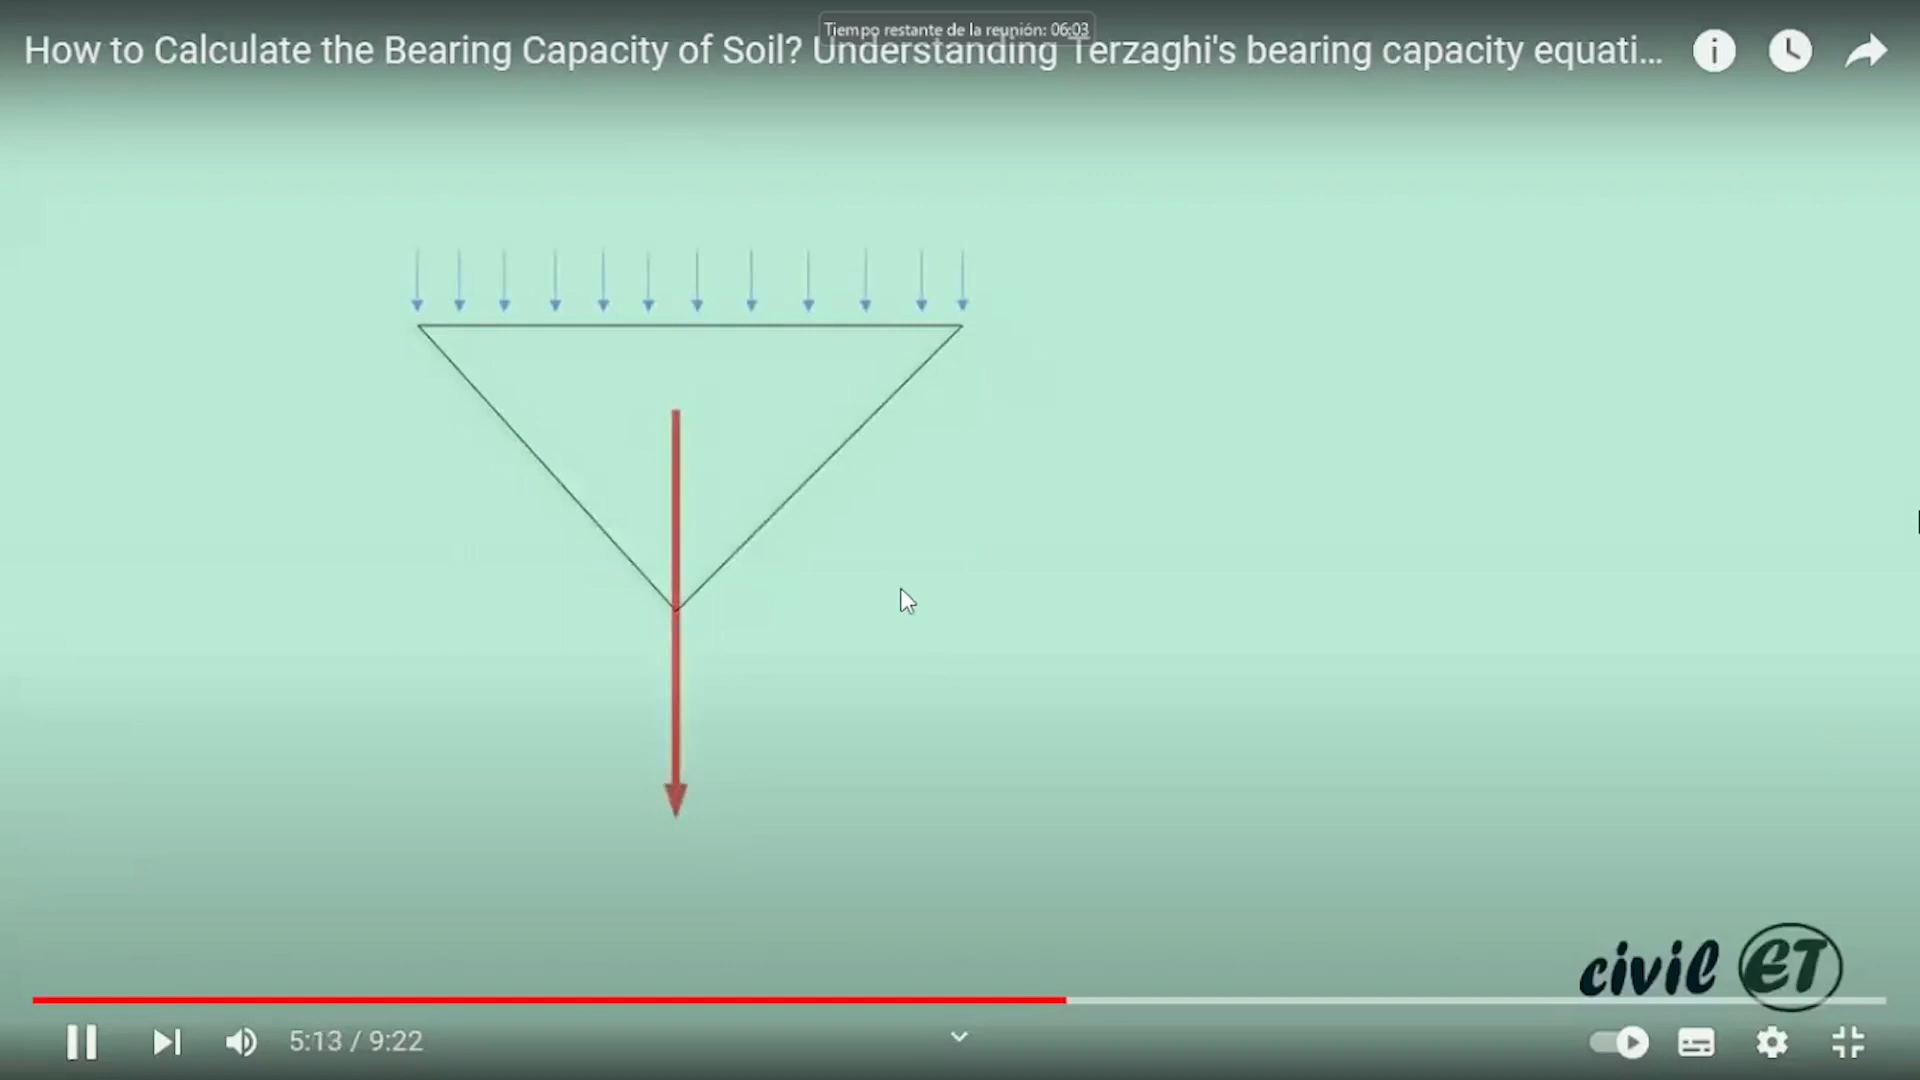 Tiempo restante de la reunión: 06:03
How to Calculate the Bearing Capacity of Soil? Understanding Terzaghi's bearing capacity equati...
civil ET
5:13 / 9:22